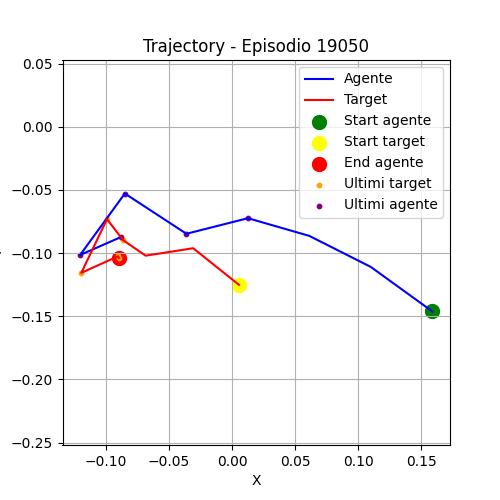 Trajectory - Episodio 19050
0.05
0.00
−0.05
−0.10
−0.15
−0.20
−0.25
Agente
Target
Start agente
Start target
End agente
Ultimi target
Ultimi agente
−0.10
−0.05
0.00
0.05
0.10
0.15
X